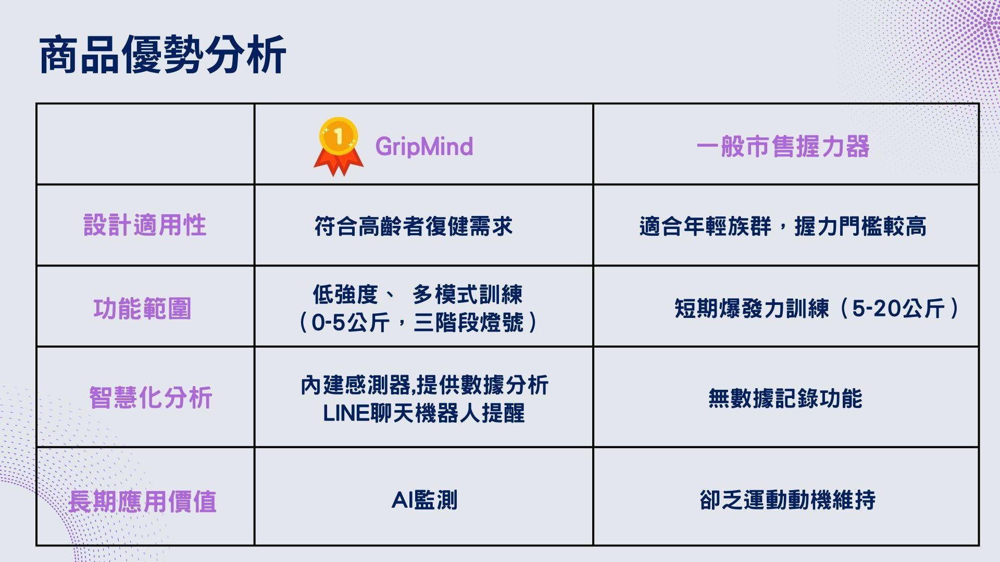 商品優勢分析
1
GripMind
一般市售握力器
設計適用性
符合高齡者復健需求
適合年輕族群，握力門檻較高
功能範圍
低強度、 多模式訓練
（0-5公斤，三階段燈號）
短期爆發力訓練（5-20公斤）
智慧化分析
內建感測器,提供數據分析
LINE聊天機器人提醒
無數據記錄功能
長期應用價值
AI監測
卻乏運動動機維持